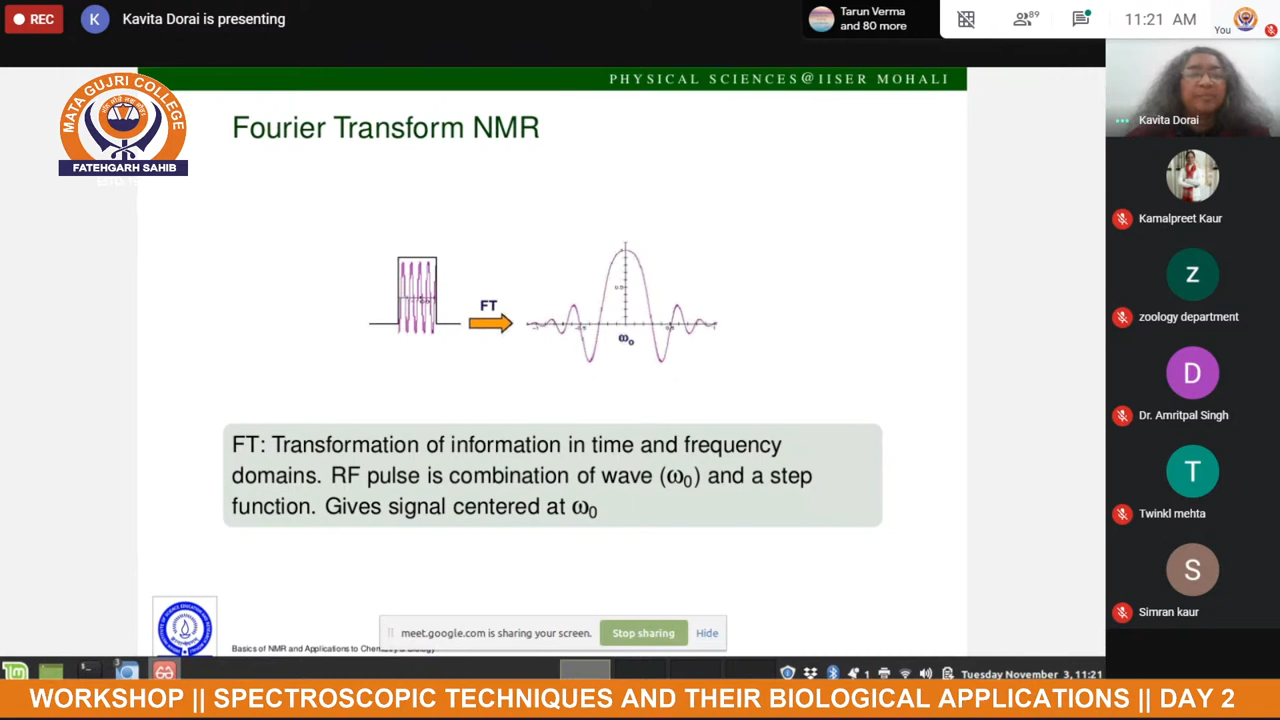 REC
K
Kavita Dorai is presenting
Tarun Verma
and 80 more
89
11:21 AM
You
PHYSICAL SCIENCES@IISER MOHALI
MATA GUJRI COLLEGE
FATEHGARH SAHIB
Fourier Transform NMR
FT
ω₀
FT: Transformation of information in time and frequency
domains. RF pulse is combination of wave (ω₀) and a step
function. Gives signal centered at ω₀
meet.google.com is sharing your screen.
Stop sharing
Hide
Basics of NMR and Applications to Chemistry & Biology
Kavita Dorai
Kamalpreet Kaur
z
zoology department
D
Dr. Amritpal Singh
T
Twinkl mehta
S
Simran kaur
3
1
Tuesday November 3, 11:21
WORKSHOP || SPECTROSCOPIC TECHNIQUES AND THEIR BIOLOGICAL APPLICATIONS || DAY 2